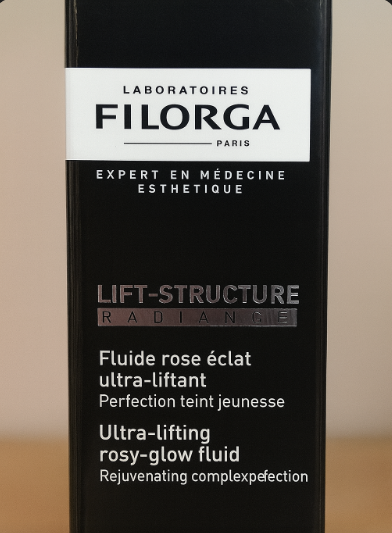 LABORATOIRES
FILORGA
PARIS
EXPERT EN MÉDECINE
ESTHETIQUE
LIFT-STRUCTURE
RADIANCE
Fluide rose éclat
ultra-liftant
Perfection teint jeunesse
Ultra-lifting
rosy-glow fluid
Rejuvenating complexpefection